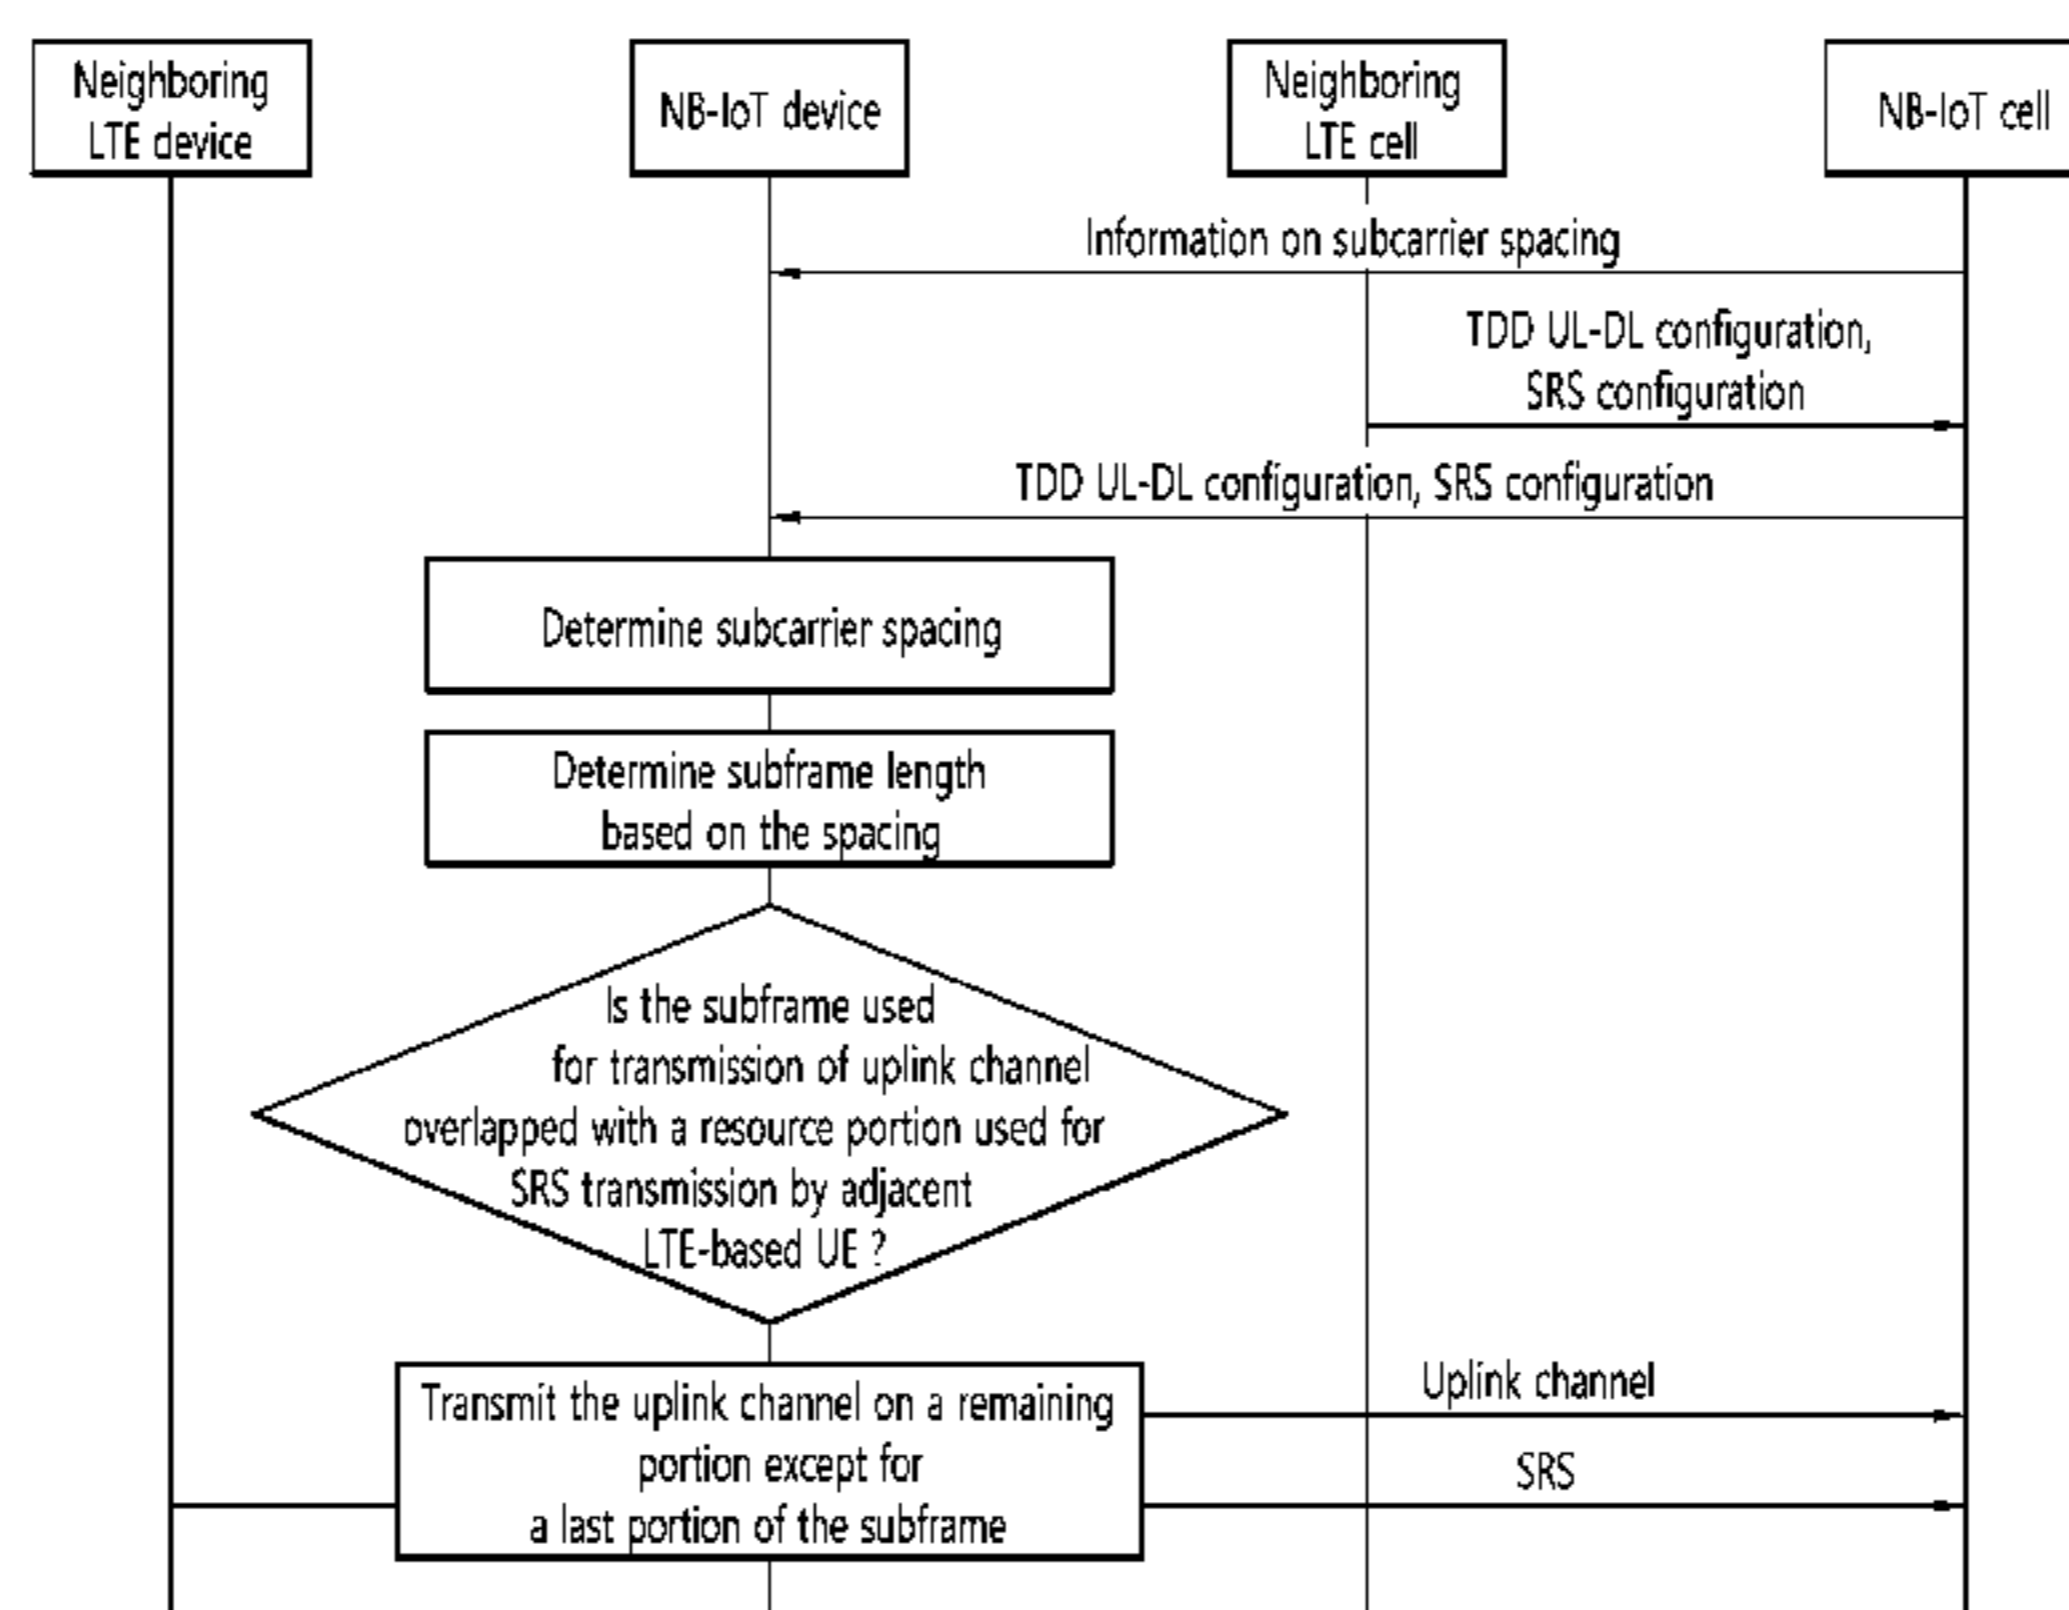 Neighboring
LTE device
NB-IoT device
Neighboring
LTE cell
NB-IoT cell
Information on subcarrier spacing
TDD UL-DL configuration,
SRS configuration
TDD UL-DL configuration, SRS configuration
Determine subcarrier spacing
Determine subframe length
based on the spacing
Is the subframe used
for transmission of uplink channel
overlapped with a resource portion used for
SRS transmission by adjacent
LTE-based UE ?
Transmit the uplink channel on a remaining
portion except for
a last portion of the subframe
Uplink channel
SRS